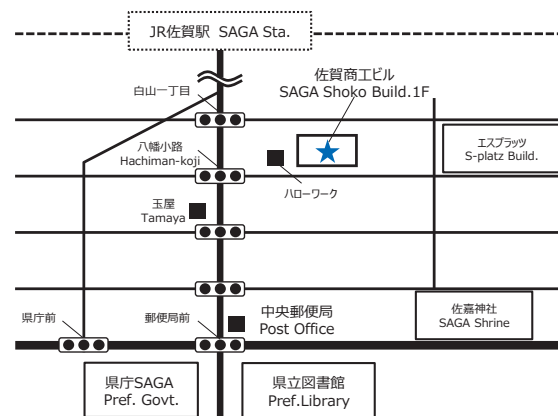 JR佐賀駅 SAGA Sta.
白山一丁目
佐賀商工ビル
SAGA Shoko Build.1F
八幡小路
Hachiman-koji
エスプラッツ
S-platz Build.
ハローワーク
玉屋
Tamaya
県庁前
郵便局前
中央郵便局
Post Office
佐嘉神社
SAGA Shrine
県庁SAGA
Pref. Govt.
県立図書館
Pref.Library